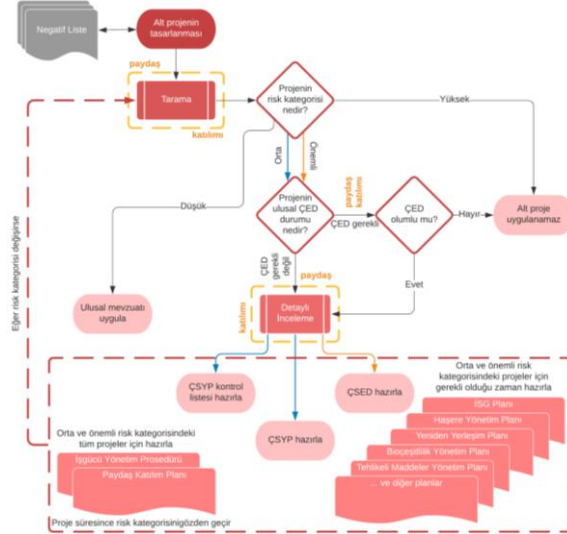 Negatif Liste
Alt projenin
tasarlanması
paydaş
Tarama
katılımı
Projenin
risk kategorisi
nedir?
Yüksek
Orta
Önemli
Düşük
Projenin
ulusal ÇED
durumu
nedir?
paydaş
katılımı
ÇED gerekli
ÇED
olumlu mu?
Hayır
Alt proje
uygulanamaz
Evet
ÇED
gerekli
değil
paydaş
katılımı
Detaylı
İnceleme
Ulusal mevzuatı
uygula
Eğer risk kategorisi değişirse
ÇSYP kontrol
listesi hazırla
ÇSYP hazırla
ÇSED hazırla
Orta ve önemli risk
kategorisindeki projeler için
gerekli olduğu zaman hazırla
ISG Planı
Haşere Yönetim Planı
Yeniden Yerleşim Planı
Biyoçeşitlilik Yönetim Planı
Tehlikeli Maddeler Yönetim Planı
... ve diğer planlar
Orta ve önemli risk kategorisindeki
tüm projeler için hazırla
İşgücü Yönetim Prosedürü
Paydaş Katılım Planı
Proje süresince risk kategorisinigözden geçir